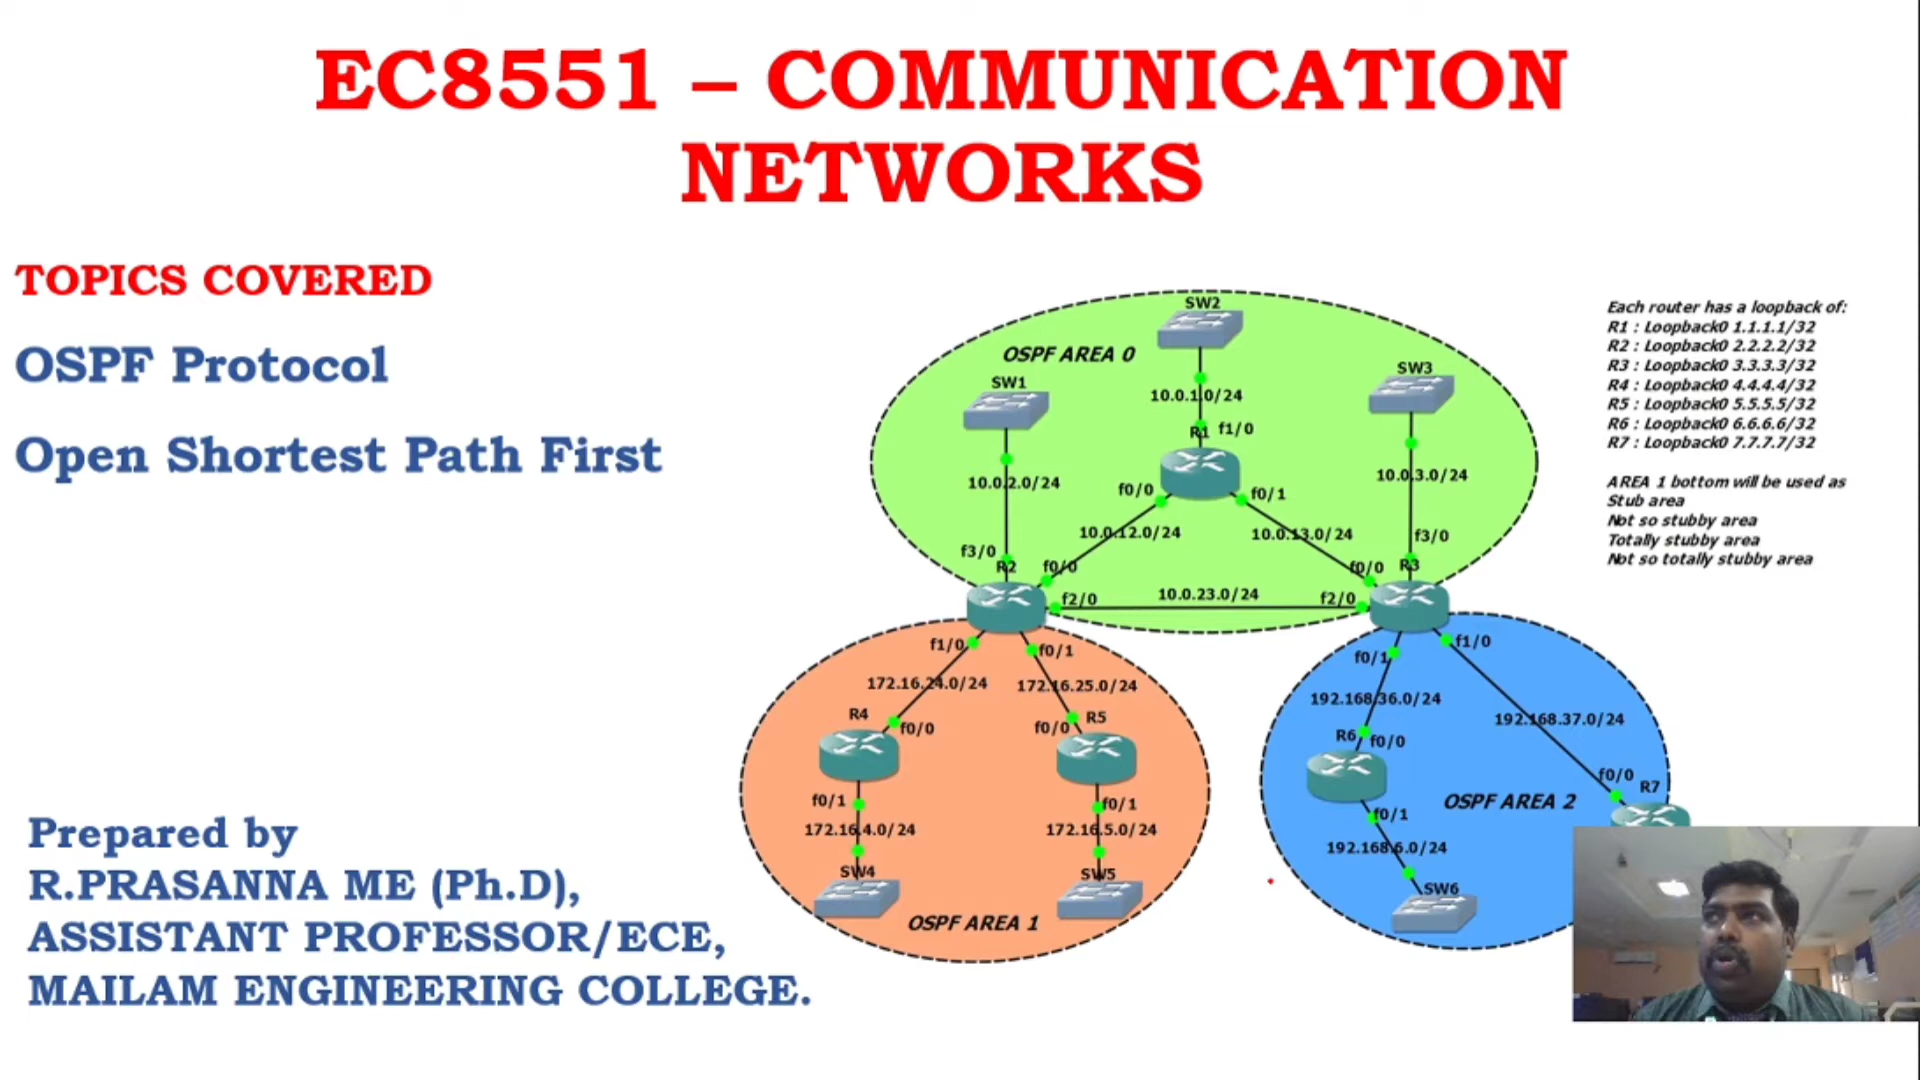 EC8551 – COMMUNICATION
NETWORKS
TOPICS COVERED
OSPF Protocol
Open Shortest Path First
Prepared by
R.PRASANNA ME (Ph.D),
ASSISTANT PROFESSOR/ECE,
MAILAM ENGINEERING COLLEGE.
SW2
OSPF AREA 0
SW1
SW3
10.0.1.0/24
R1 f1/0
10.0.2.0/24
10.0.3.0/24
f0/0
f0/1
10.0.12.0/24
10.0.13.0/24
f3/0
f3/0
R2
f0/0
f0/0
R3
f2/0
10.0.23.0/24
f2/0
f1/0
f0/1
f0/1
f1/0
172.16.24.0/24
172.16.25.0/24
192.168.36.0/24
192.168.37.0/24
R4
f0/0
f0/0
R5
R6
f0/0
f0/0
R7
f0/1
f0/1
OSPF AREA 2
f0/1
172.16.4.0/24
172.16.5.0/24
192.168.6.0/24
SW4
SW5
SW6
OSPF AREA 1
Each router has a loopback of:
R1 : Loopback0 1.1.1.1/32
R2 : Loopback0 2.2.2.2/32
R3 : Loopback0 3.3.3.3/32
R4 : Loopback0 4.4.4.4/32
R5 : Loopback0 5.5.5.5/32
R6 : Loopback0 6.6.6.6/32
R7 : Loopback0 7.7.7.7/32
AREA 1 bottom will be used as
Stub area
Not so stubby area
Totally stubby area
Not so totally stubby area